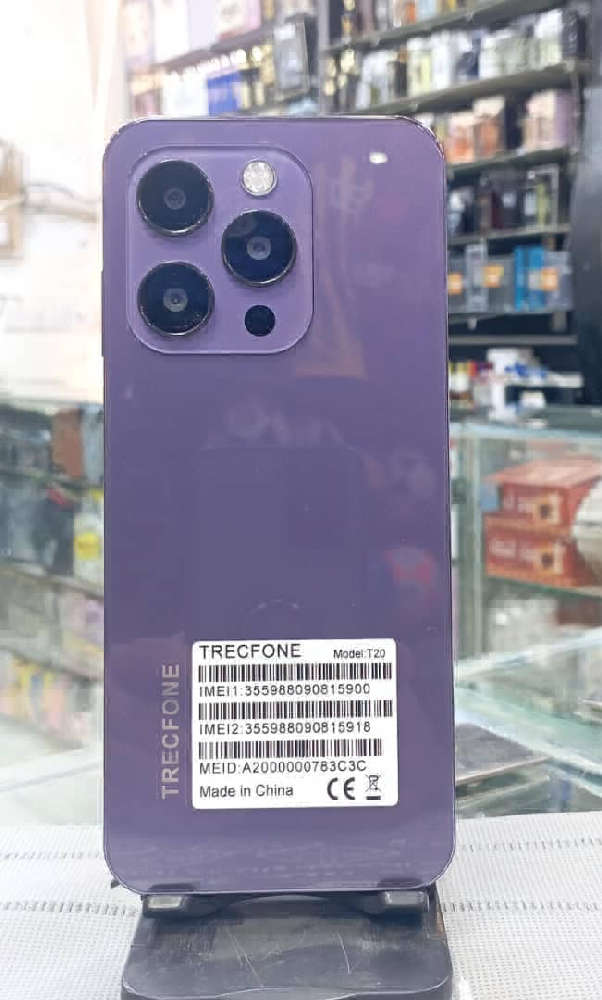 TRECFONE Model:T20
IMEI1:355988090815900
IMEI2:355988090815918
MEID:A2000000783C3C
Made in China CE
TRECFONE